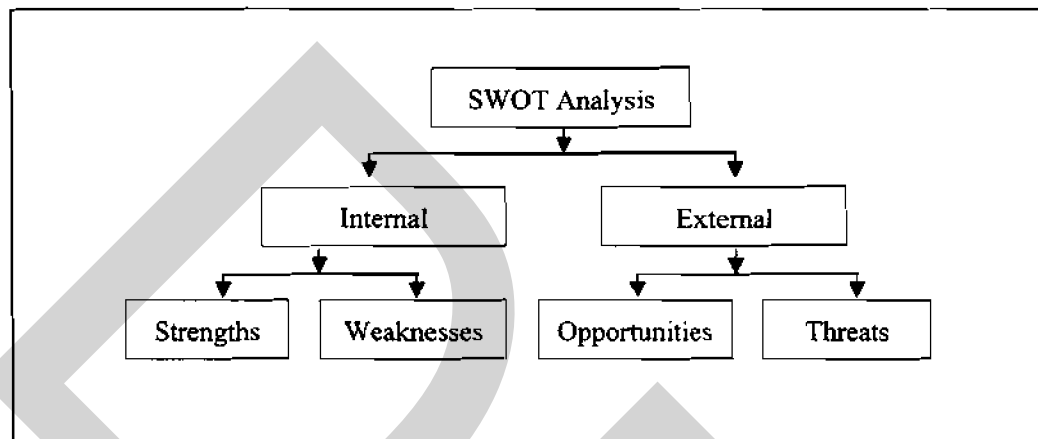 SWOT Analysis
Internal External
Strengths Weaknesses Opportunities Threats